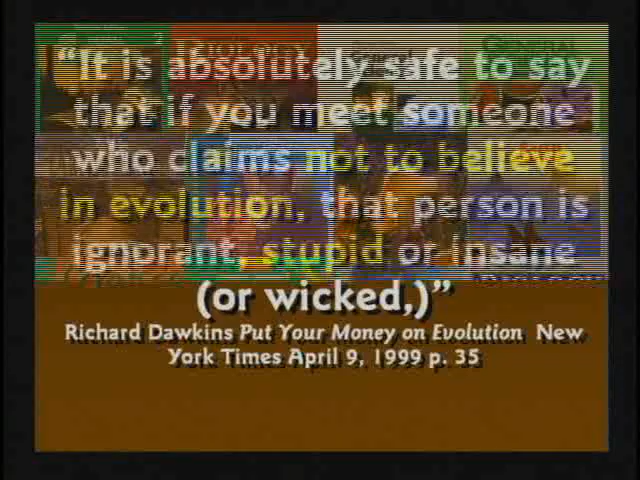 "It is absolutely safe to say
that if you meet someone
who claims not to believe
in evolution, that person is
ignorant, stupid or insane
(or wicked,)"
Richard Dawkins Put Your Money on Evolution New
York Times April 9, 1999 p. 35